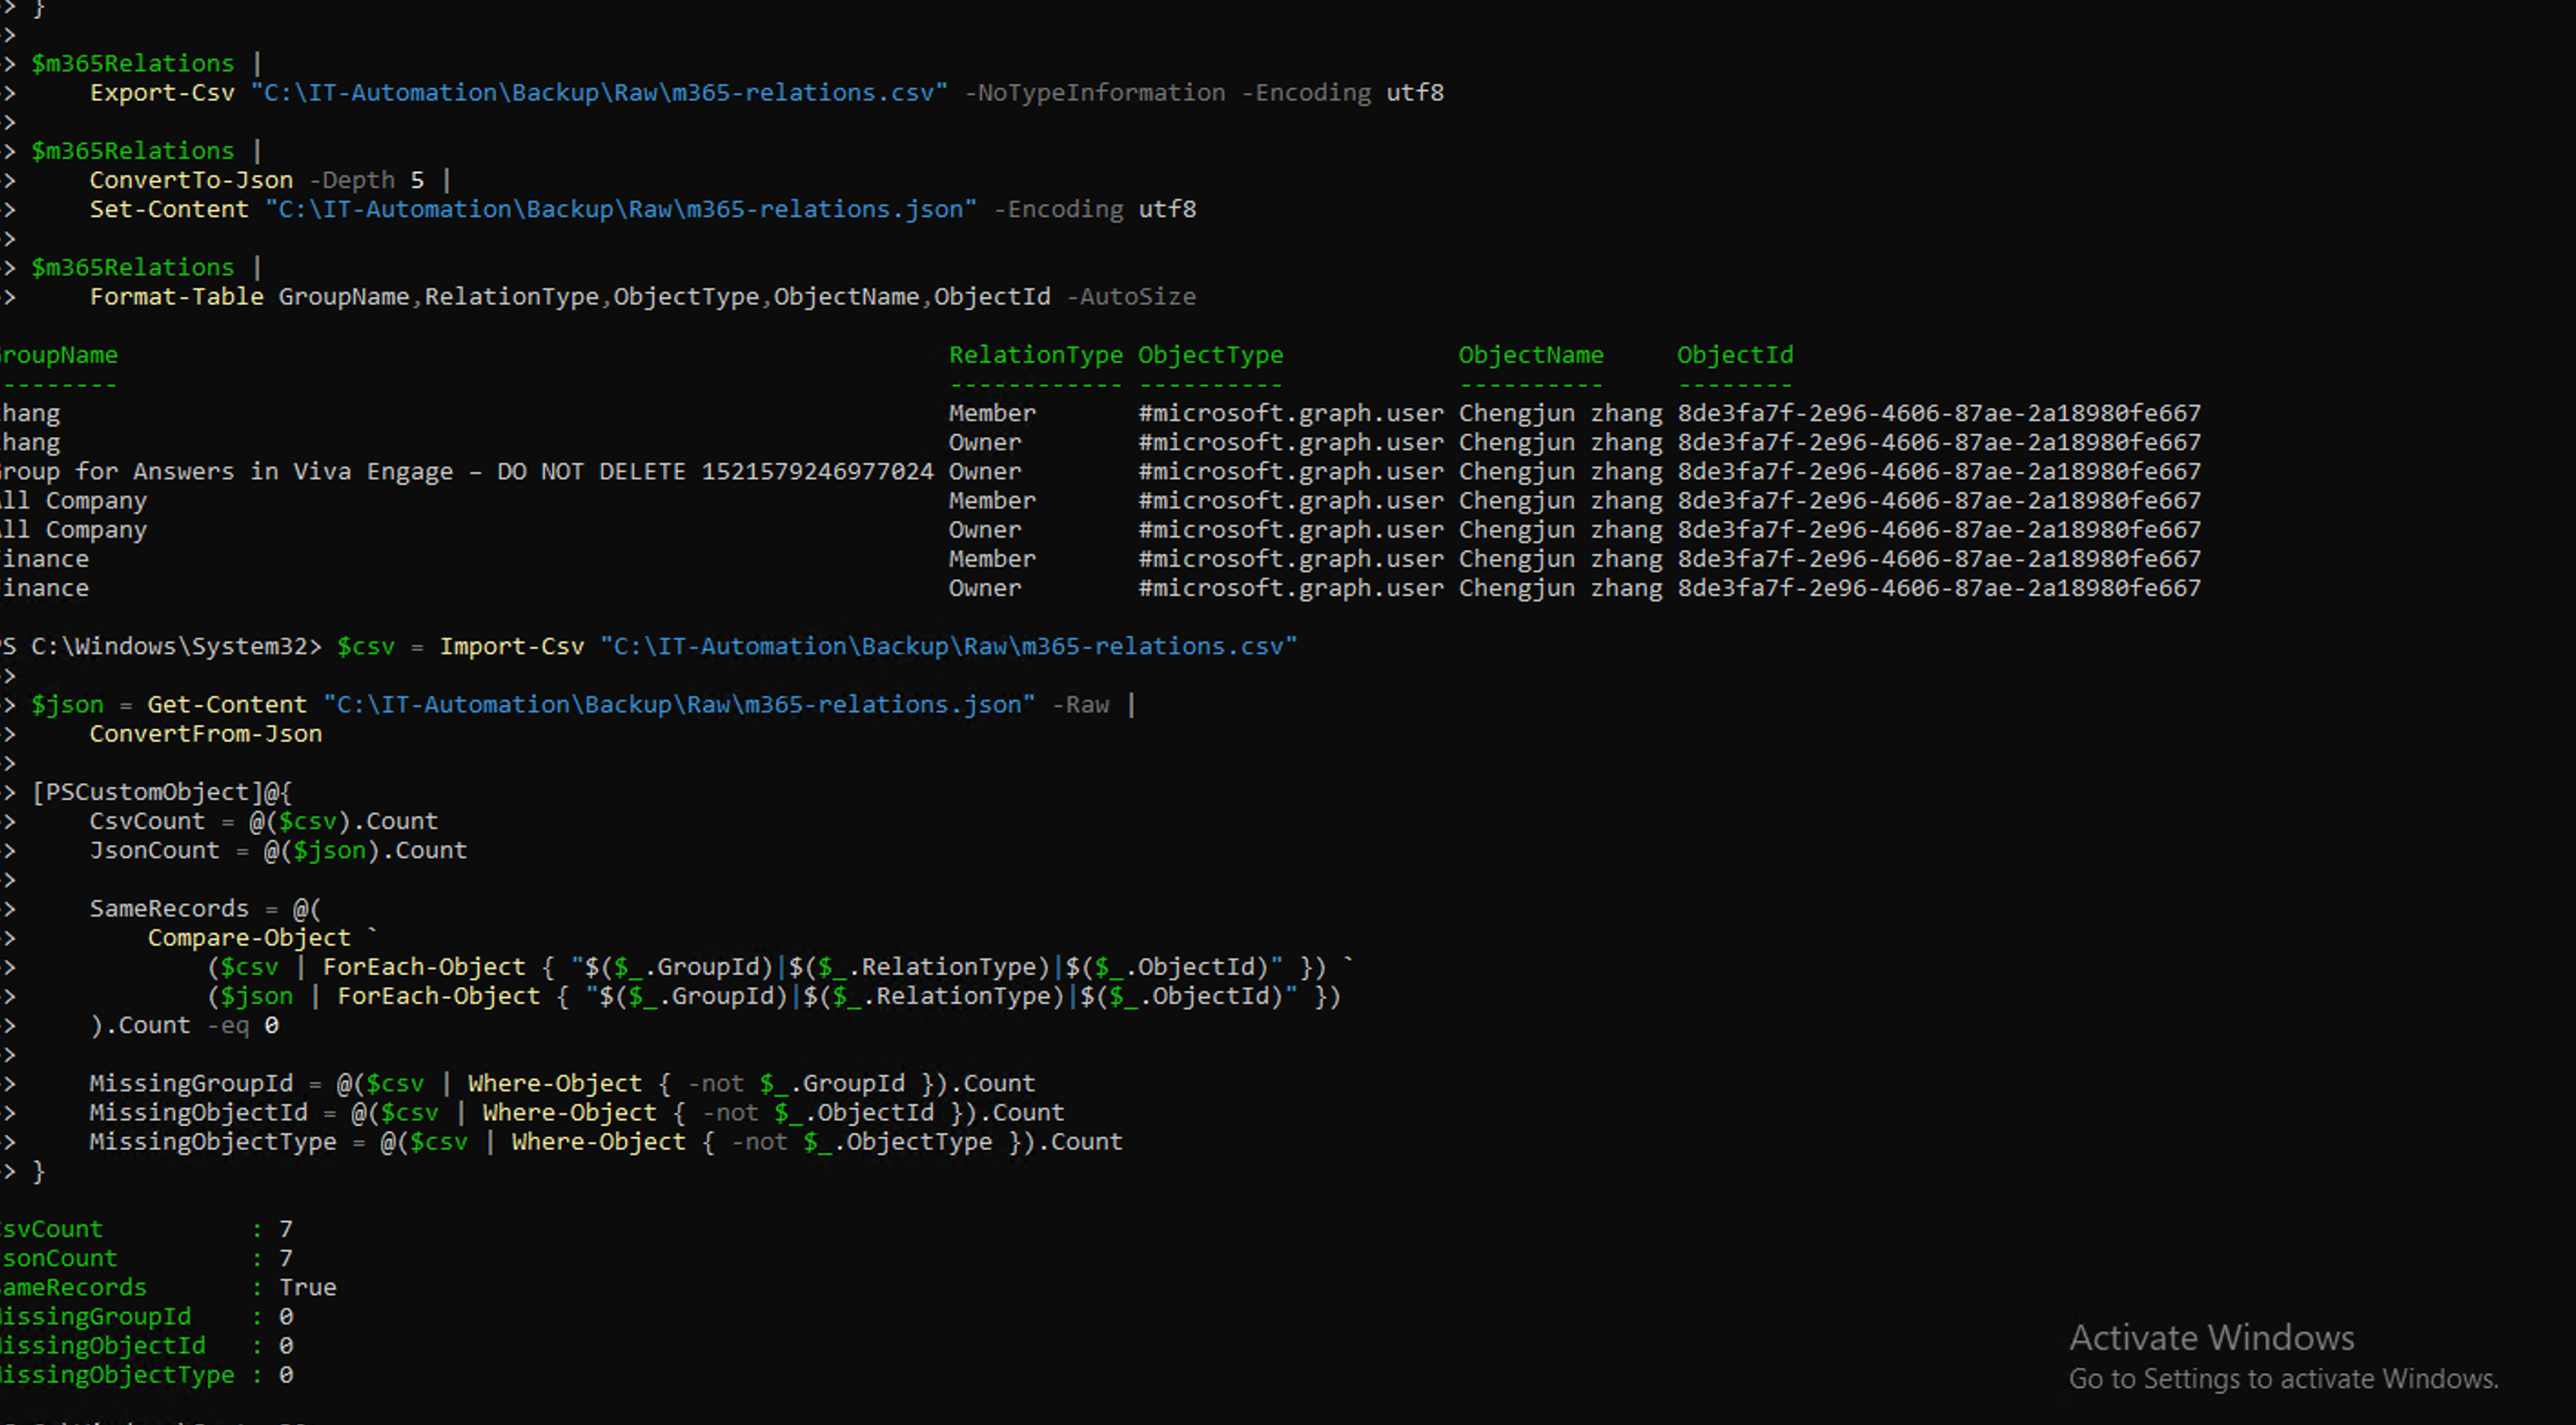 > }
>
> $m365Relations |
>     Export-Csv "C:\IT-Automation\Backup\Raw\m365-relations.csv" -NoTypeInformation -Encoding utf8
>
> $m365Relations |
>     ConvertTo-Json -Depth 5 |
>     Set-Content "C:\IT-Automation\Backup\Raw\m365-relations.json" -Encoding utf8
>
> $m365Relations |
>     Format-Table GroupName,RelationType,ObjectType,ObjectName,ObjectId -AutoSize
roupName RelationType ObjectType ObjectName ObjectId
-------- ------------ ---------- ---------- --------
hang Member #microsoft.graph.user Chengjun zhang 8de3fa7f-2e96-4606-87ae-2a18980fe667
hang Owner #microsoft.graph.user Chengjun zhang 8de3fa7f-2e96-4606-87ae-2a18980fe667
roup for Answers in Viva Engage – DO NOT DELETE 1521579246977024 Owner #microsoft.graph.user Chengjun zhang 8de3fa7f-2e96-4606-87ae-2a18980fe667
ll Company Member #microsoft.graph.user Chengjun zhang 8de3fa7f-2e96-4606-87ae-2a18980fe667
ll Company Owner #microsoft.graph.user Chengjun zhang 8de3fa7f-2e96-4606-87ae-2a18980fe667
inance Member #microsoft.graph.user Chengjun zhang 8de3fa7f-2e96-4606-87ae-2a18980fe667
inance Owner #microsoft.graph.user Chengjun zhang 8de3fa7f-2e96-4606-87ae-2a18980fe667
PS C:\Windows\System32> $csv = Import-Csv "C:\IT-Automation\Backup\Raw\m365-relations.csv"
>
> $json = Get-Content "C:\IT-Automation\Backup\Raw\m365-relations.json" -Raw |
>     ConvertFrom-Json
>
> [PSCustomObject]@{
>     CsvCount = @($csv).Count
>     JsonCount = @($json).Count
>
>     SameRecords = @(
>         Compare-Object `
>             ($csv | ForEach-Object { "$($_.GroupId)|$($_.RelationType)|$($_.ObjectId)" }) `
>             ($json | ForEach-Object { "$($_.GroupId)|$($_.RelationType)|$($_.ObjectId)" })
>     ).Count -eq 0
>
>     MissingGroupId = @($csv | Where-Object { -not $_.GroupId }).Count
>     MissingObjectId = @($csv | Where-Object { -not $_.ObjectId }).Count
>     MissingObjectType = @($csv | Where-Object { -not $_.ObjectType }).Count
> }
svCount : 7
sonCount : 7
ameRecords : True
issingGroupId : 0
issingObjectId : 0
issingObjectType : 0
Activate Windows
Go to Settings to activate Windows.